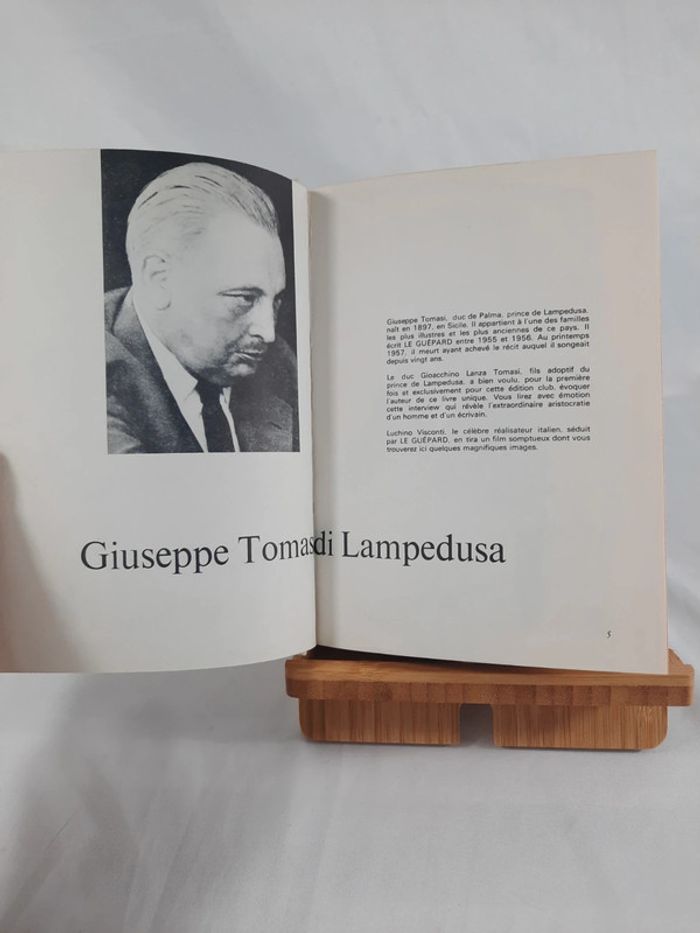 Giuseppe Tomasi, duc de Palma, prince de Lampedusa,
naît en 1897, en Sicile. Il appartient à l'une des familles
les plus illustres et les plus anciennes de ce pays. Il
écrit LE GUÉPARD entre 1955 et 1956. Au printemps
1957, il meurt ayant achevé le récit auquel il songeait
depuis vingt ans.
Le duc Gioacchino Lanza Tomasi, fils adoptif du
prince de Lampedusa, a bien voulu, pour la première
fois et exclusivement pour cette édition club, évoquer
l'auteur de ce livre unique. Vous lirez avec émotion
cette interview qui révèle l'extraordinaire aristocratie
d'un homme et d'un écrivain.
Luchino Visconti, le célèbre réalisateur italien, séduit
par LE GUÉPARD, en tira un film somptueux dont vous
trouverez ici quelques magnifiques images.
Giuseppe Tomasdi Lampedusa
5